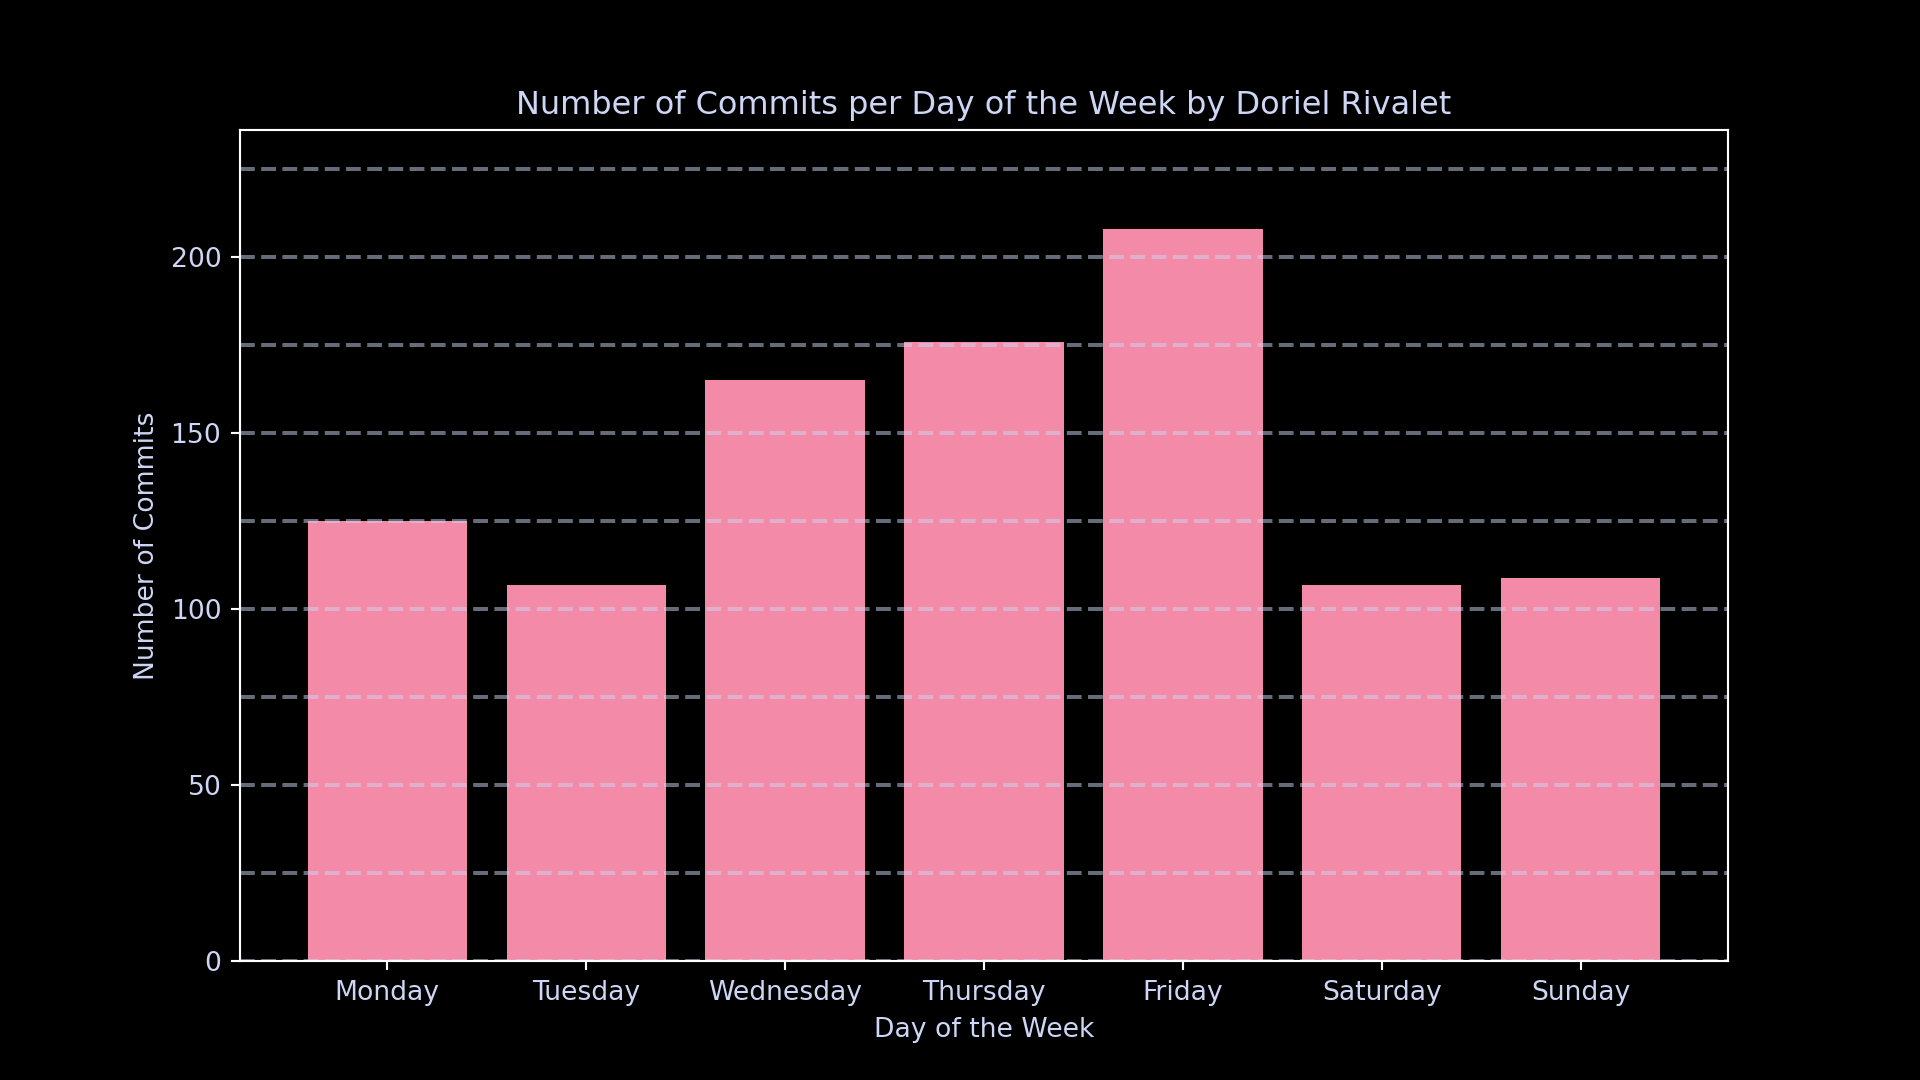 Number of Commits per Day of the Week by Doriel Rivalet
Number of Commits
200
150
100
50
0
Monday Tuesday Wednesday Thursday Friday Saturday Sunday
Day of the Week